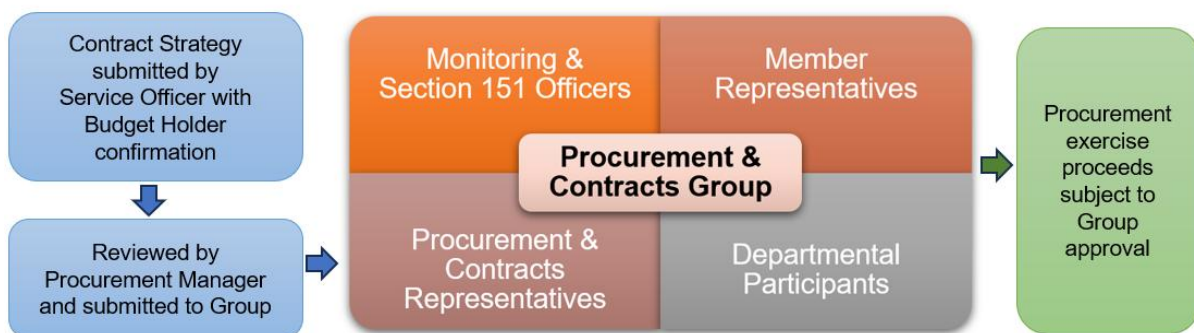 Contract Strategy
submitted by
Service Officer with
Budget Holder
confirmation
Reviewed by
Procurement Manager
and submitted to Group
Monitoring &
Section 151 Officers
Member
Representatives
Procurement &
Contracts Group
Procurement &
Contracts
Representatives
Departmental
Participants
Procurement
exercise
proceeds
subject to
Group
approval